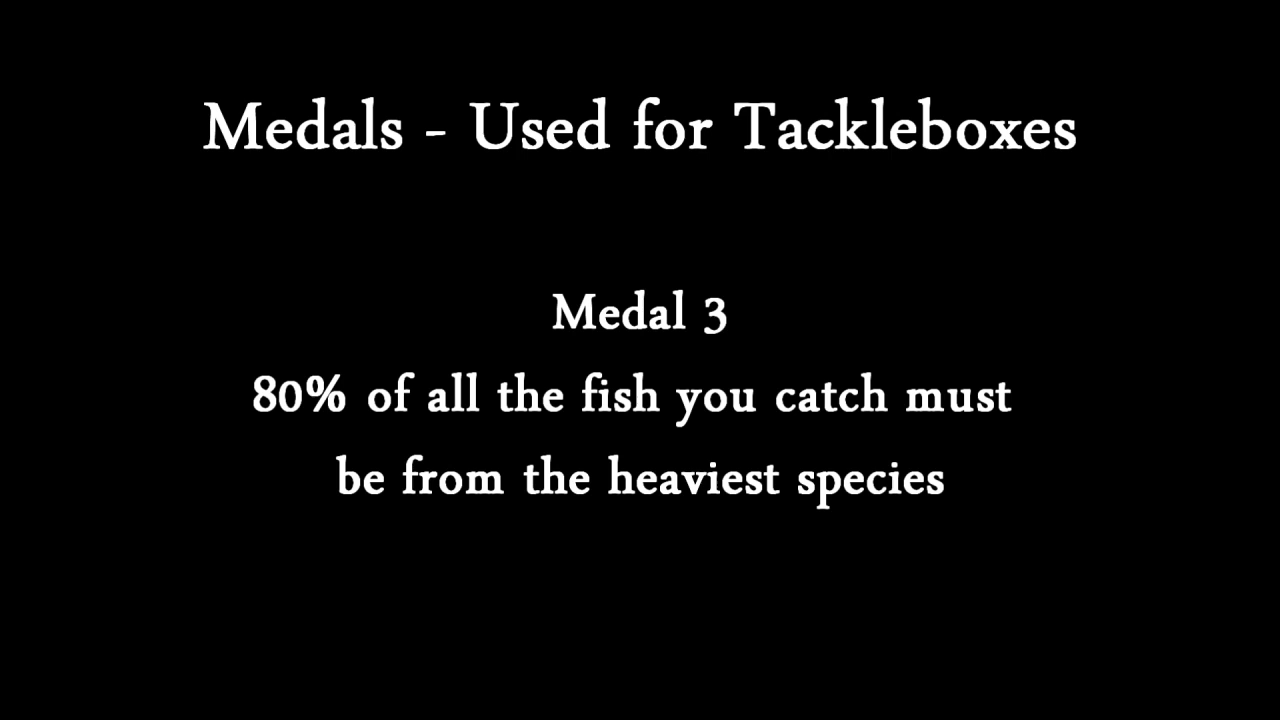 Medals - Used for Tackleboxes
Medal 3
80% of all the fish you catch must
be from the heaviest species